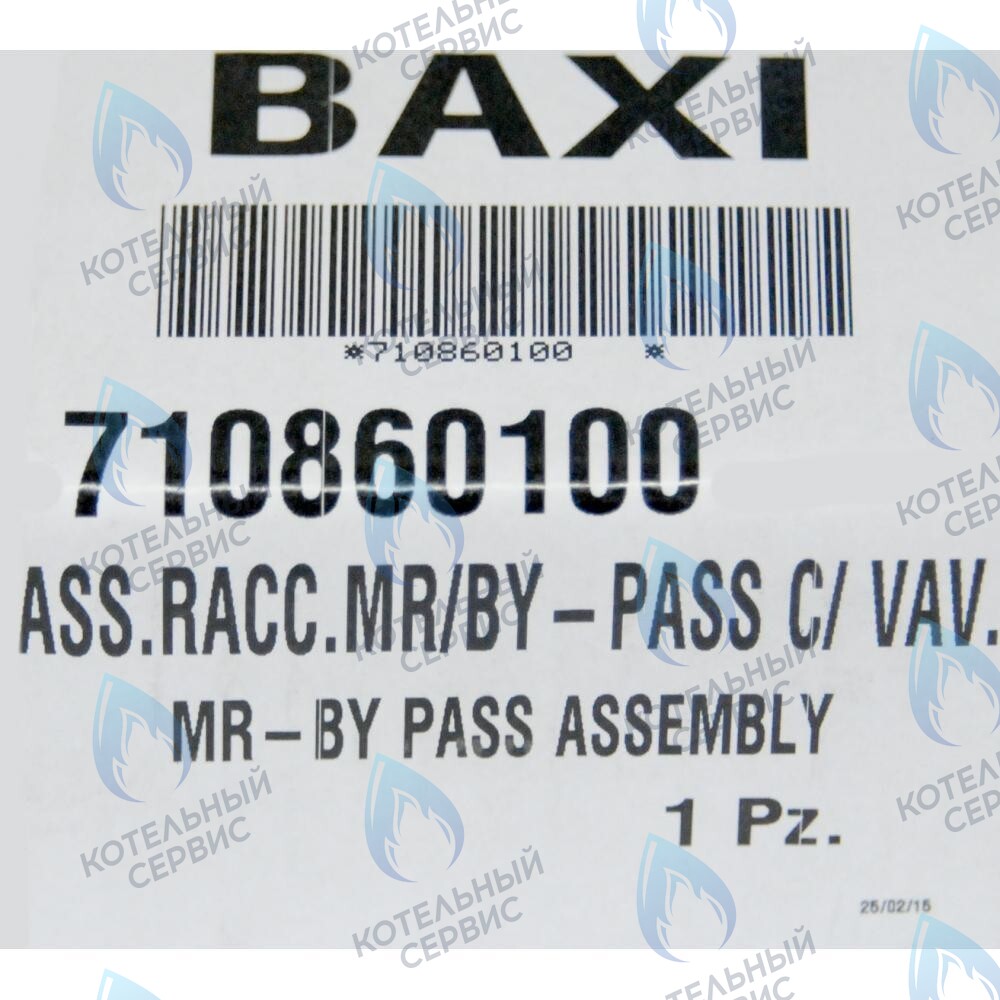 BAXI
*710860100 *
710860100
ASS.RACC.MR/BY-PASS C/ VAV.
MR-BY PASS ASSEMBLY
1 Pz.
25/02/15
КОТЕЛЬНЫЙ
СЕРВИС